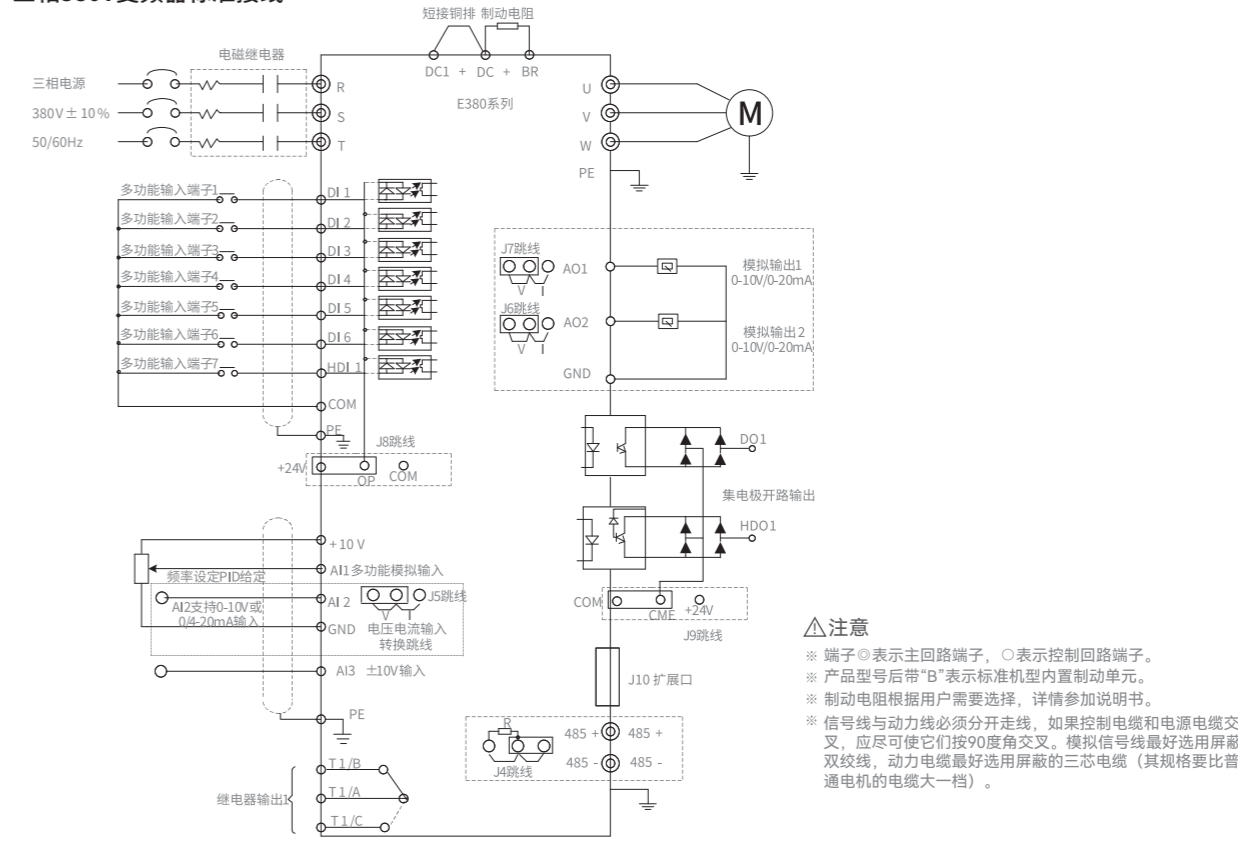 短接铜排 制动电阻
电磁继电器
DC1 + DC + BR
E380系列
三相电源
380V±10%
50/60Hz
R
S
T
U
V
W
M
PE
多功能输入端子1
DI 1
多功能输入端子2
DI 2
多功能输入端子3
DI 3
多功能输入端子4
DI 4
多功能输入端子5
DI 5
多功能输入端子6
DI 6
多功能输入端子7
HDI 1
COM
PE
J8跳线
+24V
OP
COM
J7跳线
V I
AO1
模拟输出1
0-10V/0-20mA
J6跳线
V I
AO2
模拟输出2
0-10V/0-20mA
GND
DO1
集电极开路输出
HDO1
COM
CME
+24V
J9跳线
+10 V
频率设定PID给定
AI1多功能模拟输入
AI2支持0-10V或
0/4-20mA输入
AI 2
J5跳线
V I
GND
电压电流输入
转换跳线
AI3 ±10V输入
PE
J10 扩展口
R
J4跳线
485 + 485 +
485 - 485 -
继电器输出1
T1/B
T1/A
T1/C
注意
※ 端子◎表示主回路端子，○表示控制回路端子。
※ 产品型号后带"B"表示标准机型内置制动单元。
※ 制动电阻根据用户需要选择，详情参加说明书。
※ 信号线与动力线必须分开走线，如果控制电缆和电源电缆交
叉，应尽可使它们按90度角交叉。模拟信号线最好选用屏蔽
双绞线，动力电缆最好选用屏蔽的三芯电缆（其规格要比普
通电机的电缆大一档）。